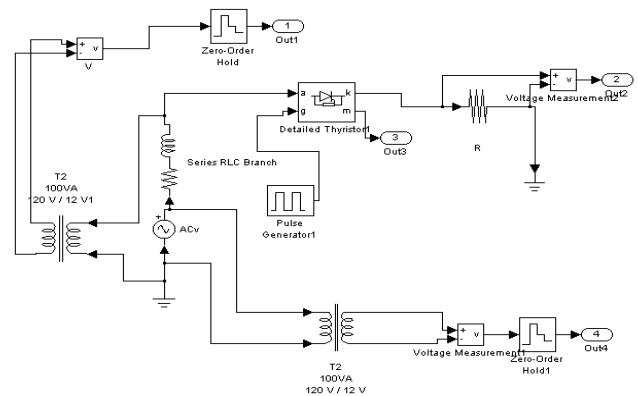 1
Out1
+
-
v
V
Zero-Order
Hold
a
k
g
m
Detailed Thyristor1
+
-
v
2
Out2
Voltage Measurement2
3
Out3
R
Series RLC Branch
Pulse
Generator1
T2
100VA
120 V / 12 V1
+
ACv
+
-
v
4
Out4
Voltage Measurement1
Zero-Order
Hold1
T2
100VA
120 V / 12 V